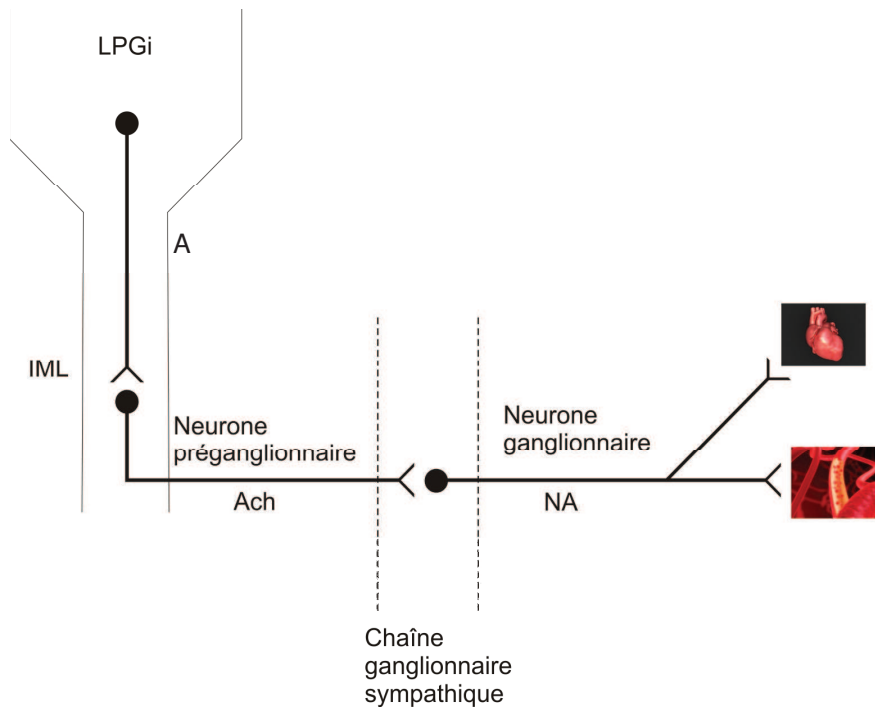 LPGi
A
IML
Neurone
préganglionnaire
Ach
Neurone
ganglionnaire
NA
Chaîne
ganglionnaire
sympathique